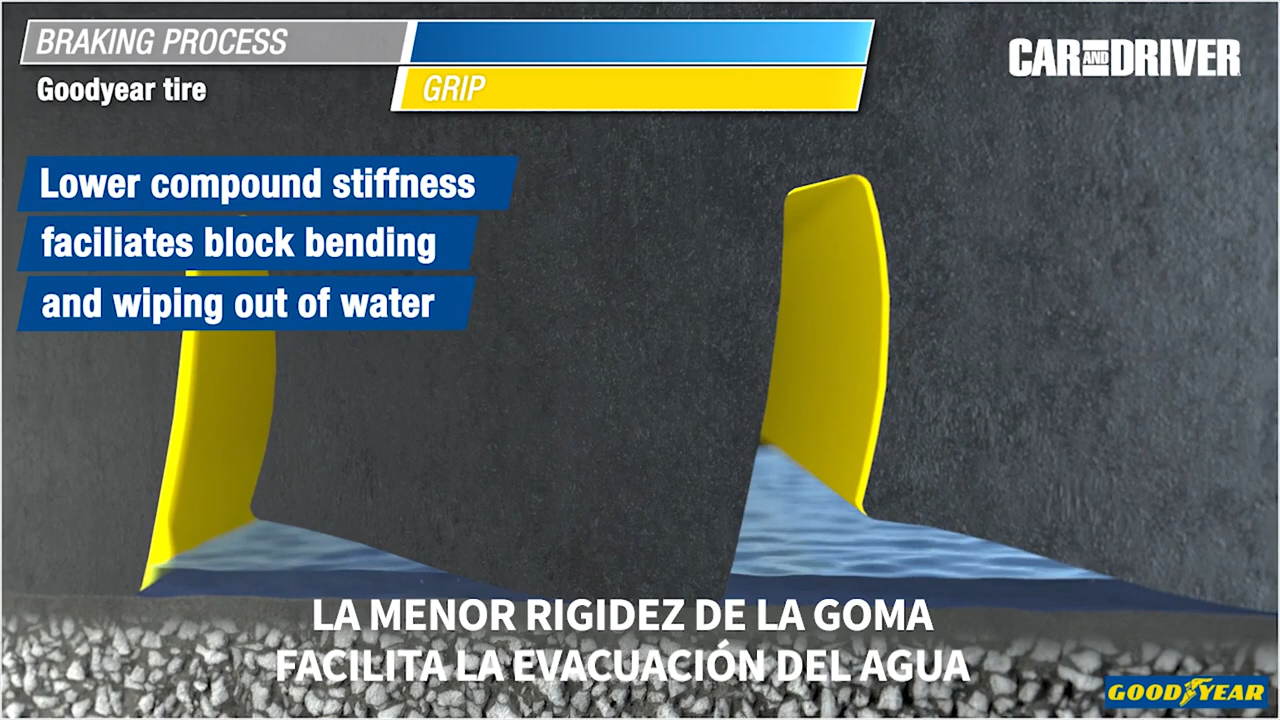 BRAKING PROCESS
Goodyear tire
GRIP
CAR AND DRIVER
Lower compound stiffness
faciliates block bending
and wiping out of water
LA MENOR RIGIDEZ DE LA GOMA
FACILITA LA EVACUACIÓN DEL AGUA
GOODYEAR